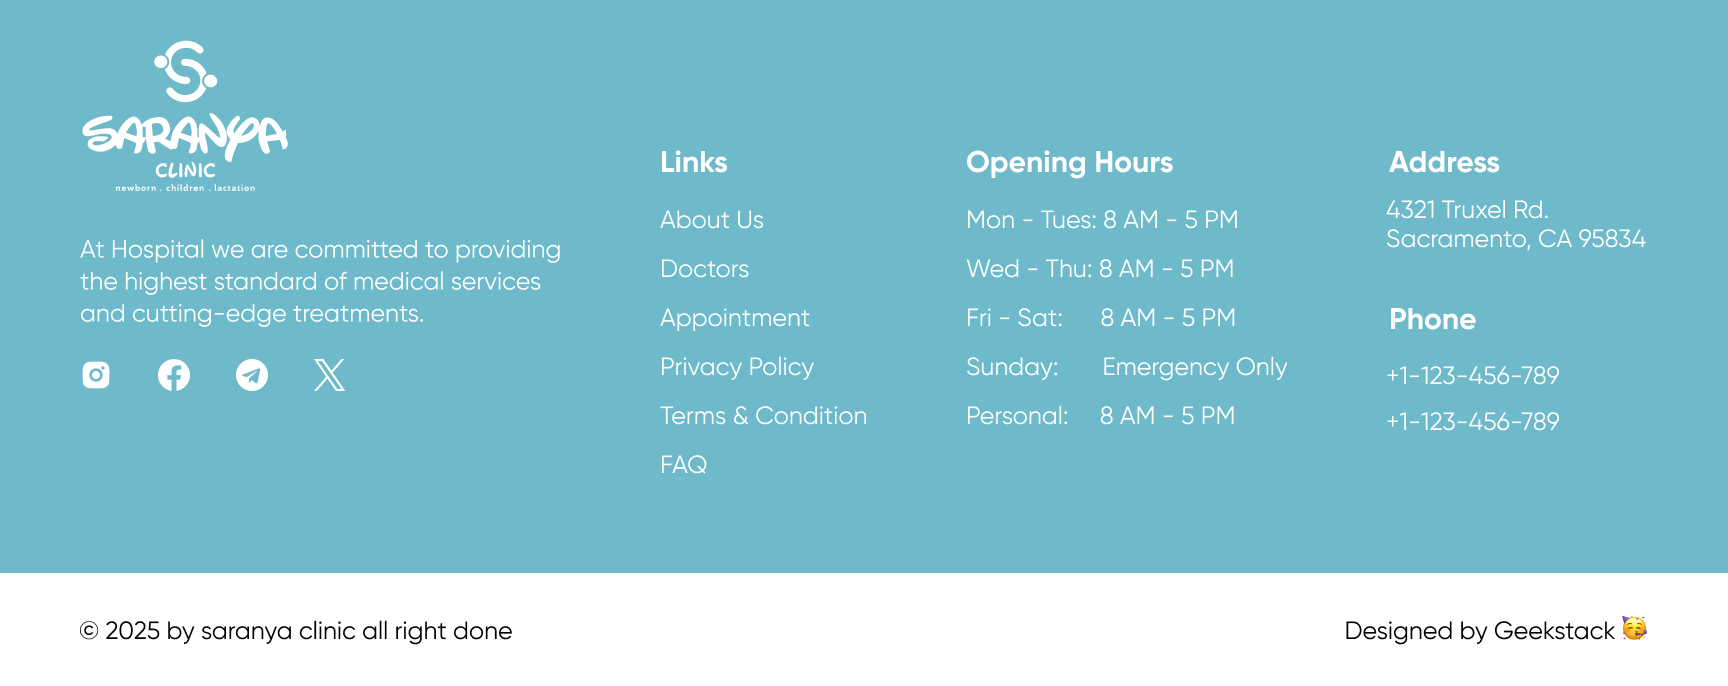 SARANYA
CLINIC
newborn . children . lactation
At Hospital we are committed to providing
the highest standard of medical services
and cutting-edge treatments.
Links
About Us
Doctors
Appointment
Privacy Policy
Terms & Condition
FAQ
Opening Hours
Mon - Tues: 8 AM - 5 PM
Wed - Thu: 8 AM - 5 PM
Fri - Sat: 8 AM - 5 PM
Sunday: Emergency Only
Personal: 8 AM - 5 PM
Address
4321 Truxel Rd.
Sacramento, CA 95834
Phone
+1-123-456-789
+1-123-456-789
© 2025 by saranya clinic all right done
Designed by Geekstack 🥳